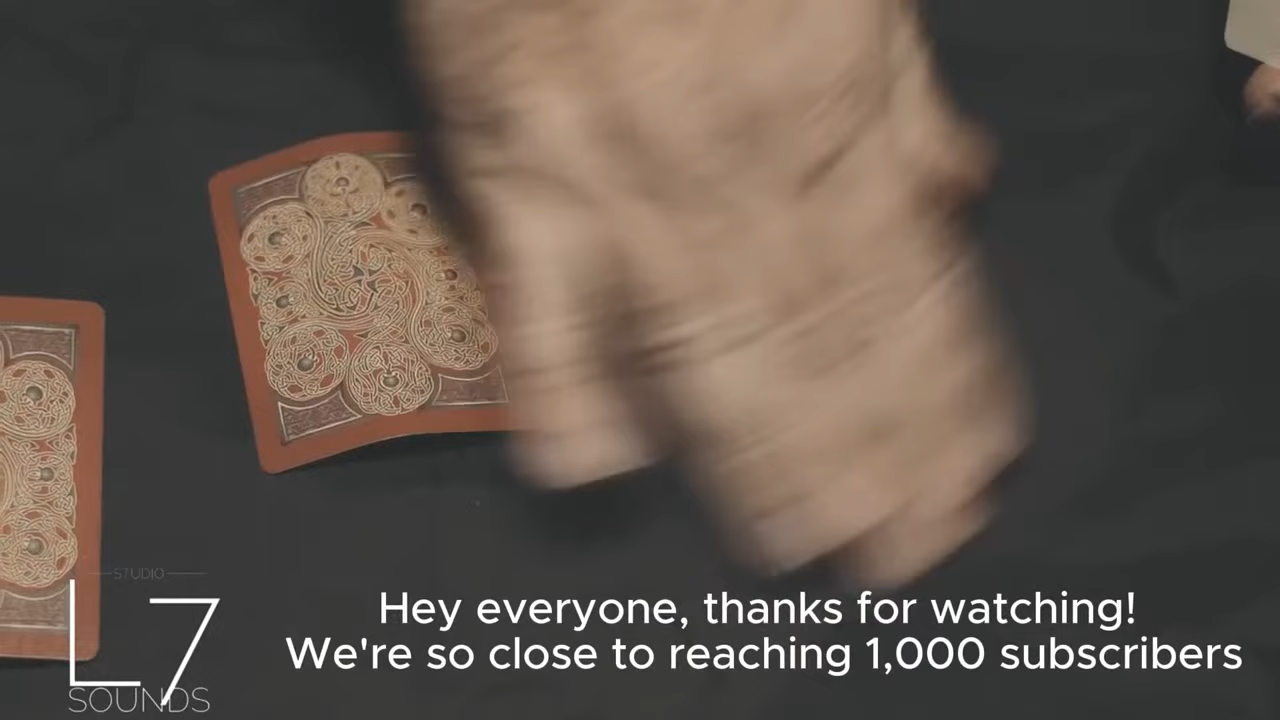 STUDIO
L7
SOUNDS
Hey everyone, thanks for watching!
We're so close to reaching 1,000 subscribers